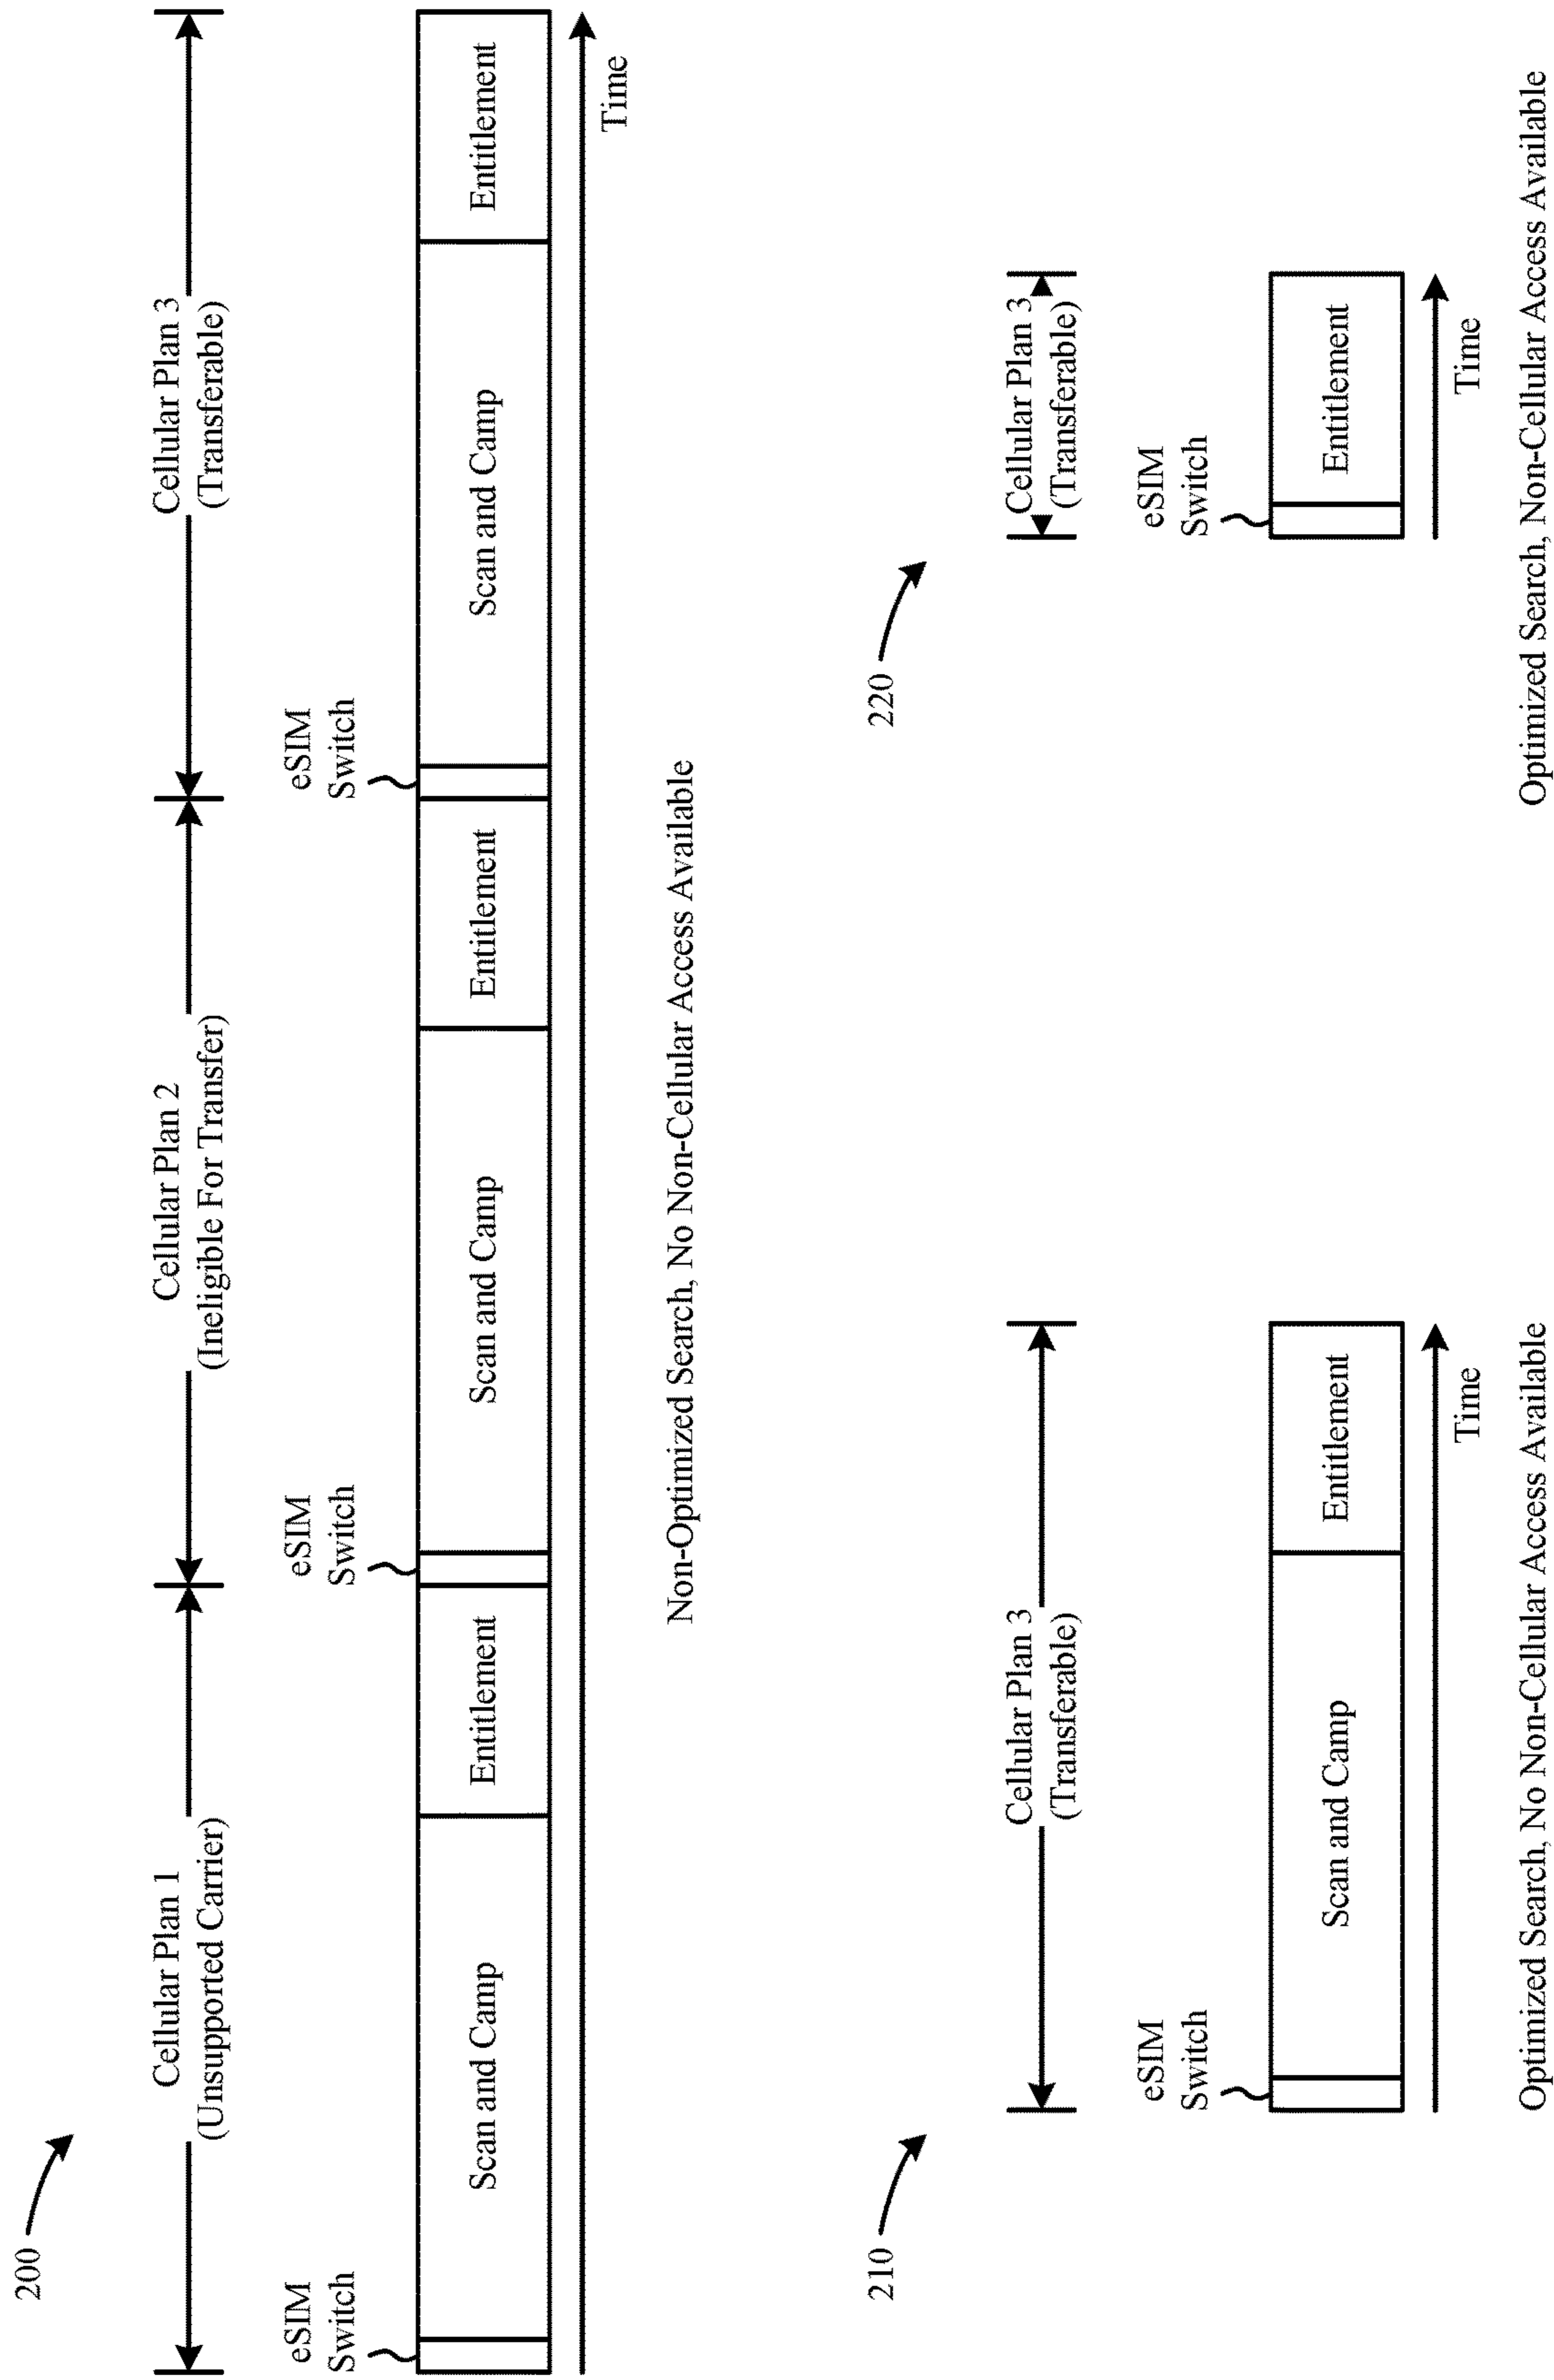 200
Cellular Plan 1
(Unsupported Carrier)
Cellular Plan 2
(Ineligible For Transfer)
Cellular Plan 3
(Transferable)
eSIM
Switch
eSIM
Switch
eSIM
Switch
Scan and Camp
Entitlement
Scan and Camp
Entitlement
Scan and Camp
Entitlement
Time
Non-Optimized Search, No Non-Cellular Access Available
210
Cellular Plan 3
(Transferable)
eSIM
Switch
Scan and Camp
Entitlement
Time
Optimized Search, No Non-Cellular Access Available
220
Cellular Plan 3
(Transferable)
eSIM
Switch
Entitlement
Time
Optimized Search, Non-Cellular Access Available